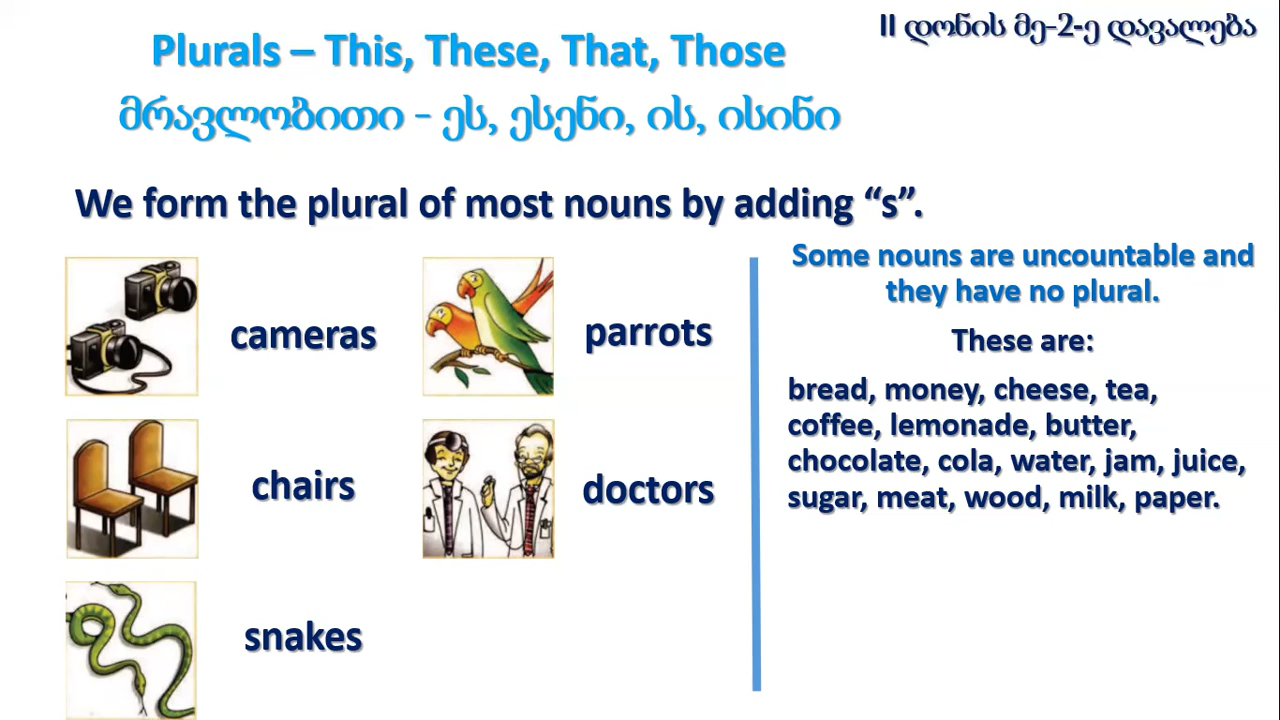 II დონის მე-2-ე დავალება
Plurals – This, These, That, Those
მრავლობითი - ეს, ესენი, ის, ისინი
We form the plural of most nouns by adding “s”.
cameras
parrots
chairs
doctors
snakes
Some nouns are uncountable and
they have no plural.
These are:
bread, money, cheese, tea,
coffee, lemonade, butter,
chocolate, cola, water, jam, juice,
sugar, meat, wood, milk, paper.